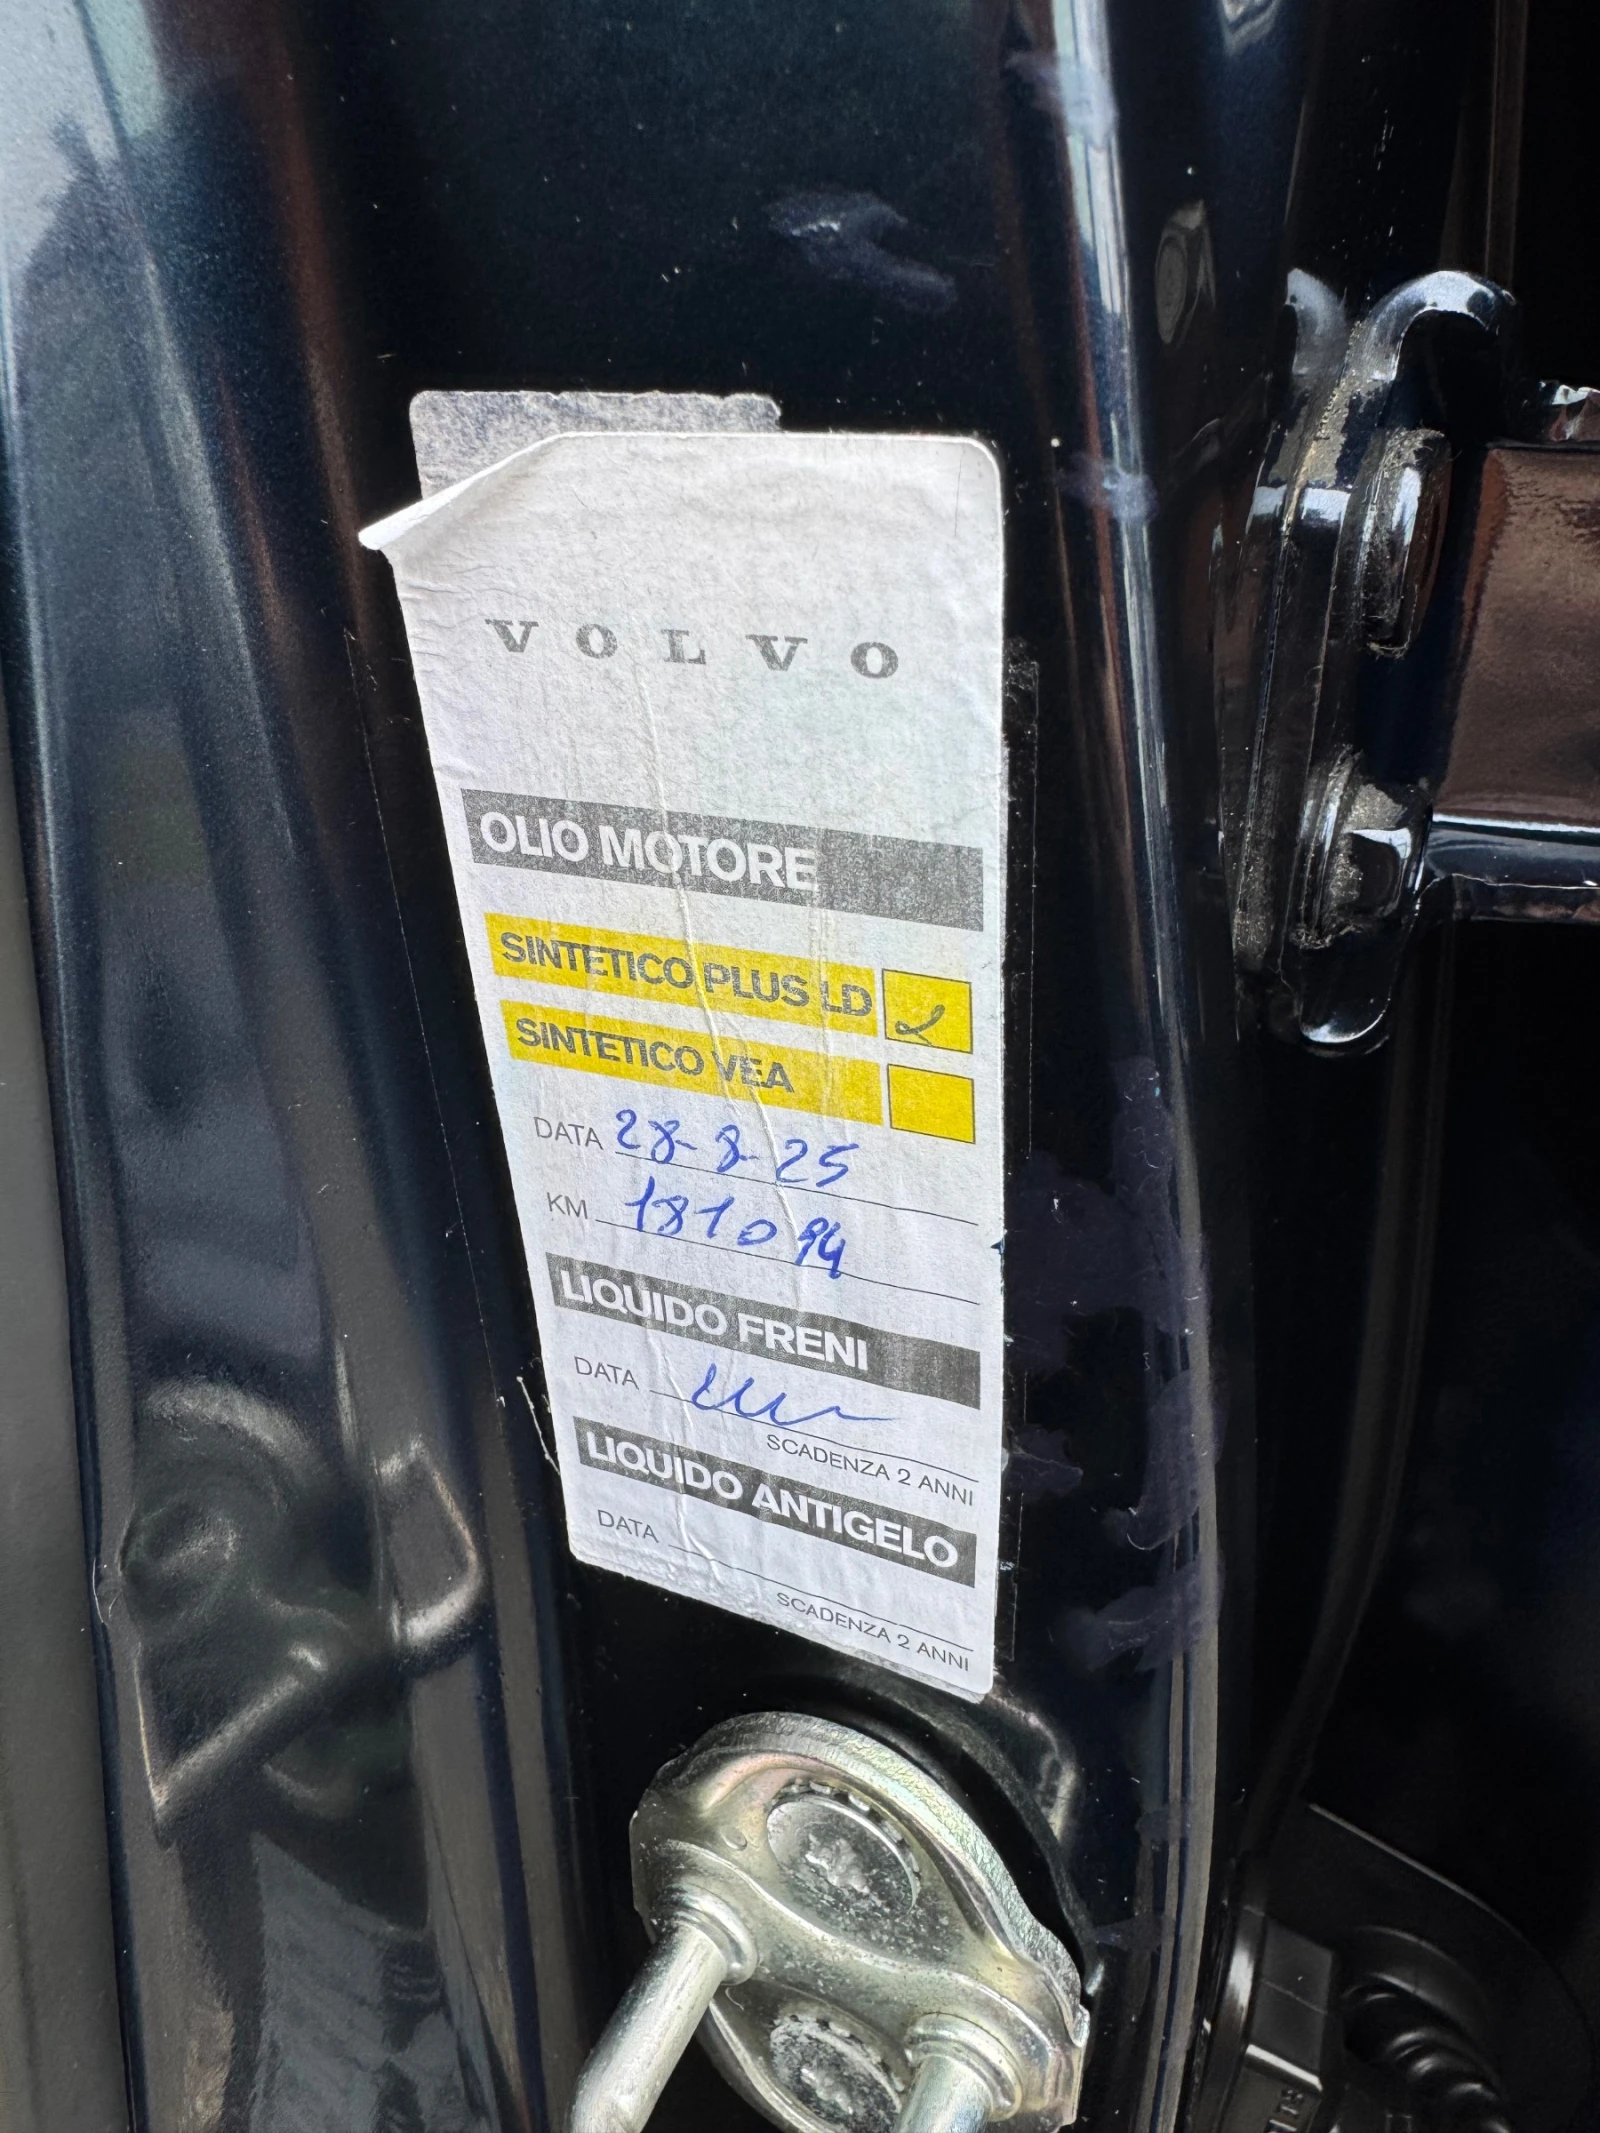 VOLVO
OLIO MOTORE
SINTETICO PLUS LD
SINTETICO VEA
DATA 28-8-25
KM 181094
LIQUIDO FRENI
DATA
SCADENZA 2 ANNI
LIQUIDO ANTIGELO
DATA
SCADENZA 2 ANNI